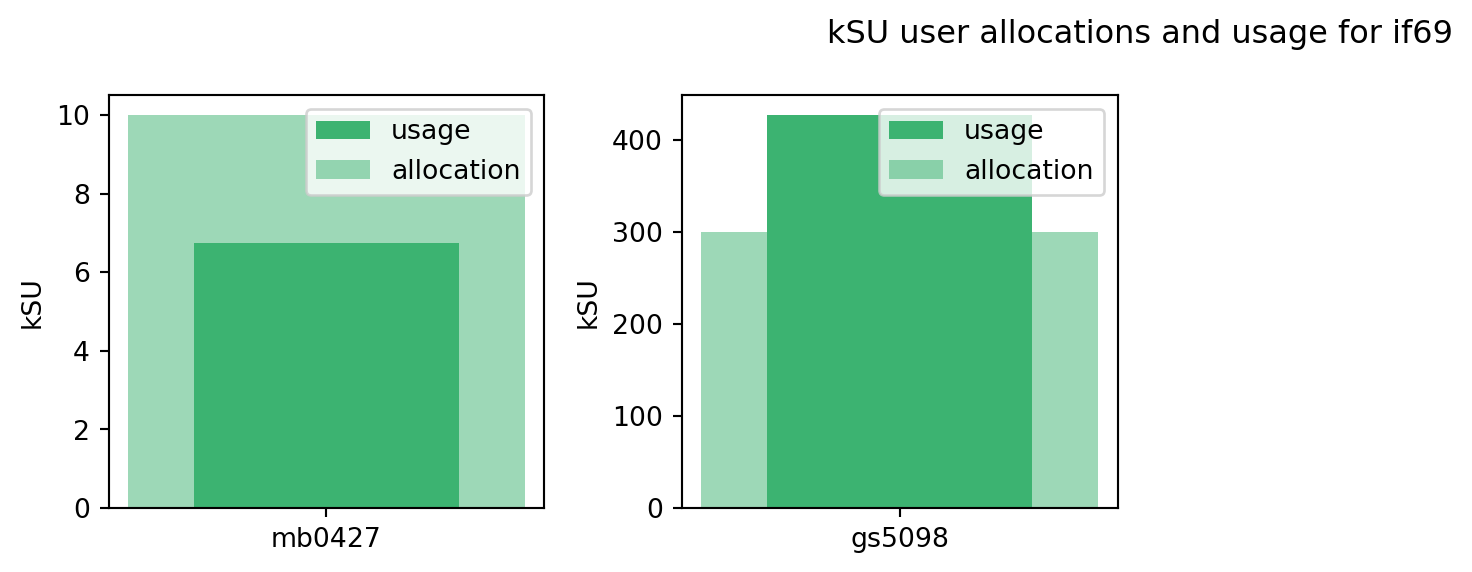 kSU user allocations and usage for if69
10
8
6
4
2
0
kSU
usage
allocation
mb0427
400
300
200
100
0
kSU
usage
allocation
gs5098